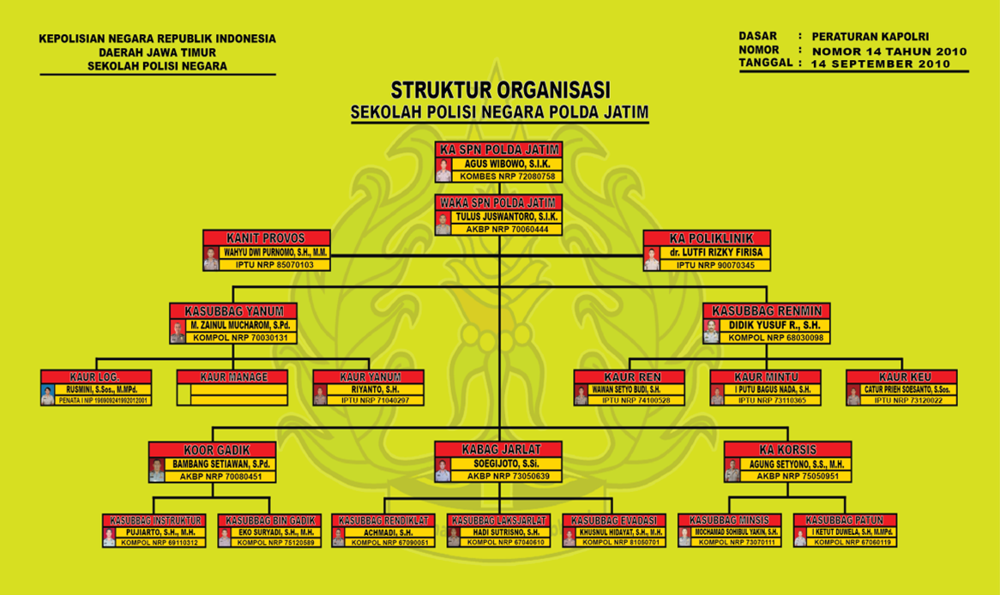 KEPOLISIAN NEGARA REPUBLIK INDONESIA
DAERAH JAWA TIMUR
SEKOLAH POLISI NEGARA
DASAR : PERATURAN KAPOLRI
NOMOR : NOMOR 14 TAHUN 2010
TANGGAL : 14 SEPTEMBER 2010
STRUKTUR ORGANISASI
SEKOLAH POLISI NEGARA POLDA JATIM
KA SPN POLDA JATIM
AGUS WIBOWO, S.I.K.
KOMBES NRP 72080758
WAKA SPN POLDA JATIM
TULUS JUSWANTORO, S.I.K.
AKBP NRP 70060444
KANIT PROVOS
WAHYU DWI PURNOMO, S.H., M.M.
IPTU NRP 85070103
KA POLIKLINIK
dr. LUTFI RIZKY FIRISA
IPTU NRP 90070345
KASUBBAG YANUM
M. ZAINUL MUCHAROM, S.Pd.
KOMPOL NRP 70030131
KASUBBAG RENMIN
DIDIK YUSUF R., S.H.
KOMPOL NRP 68030098
KAUR LOG.
RUSMINI, S.Sos., M.MPd.
PENATA I NIP 196909241992012001
KAUR MANAGE
KAUR YANUM
RIYANTO, S.H.
IPTU NRP 71040297
KAUR REN
WAWAN SETYO BUDI, S.H.
IPTU NRP 74100528
KAUR MINTU
I PUTU BAGUS NADA, S.H.
IPTU NRP 73110365
KAUR KEU
CATUR PRIEH SOESANTO, S.Sos.
IPTU NRP 73120022
KOOR GADIK
BAMBANG SETIAWAN, S.Pd.
AKBP NRP 70080451
KABAG JARLAT
SOEGIJOTO, S.Si.
AKBP NRP 73050639
KA KORSIS
AGUNG SETYONO, S.S., M.H.
AKBP NRP 75050951
KASUBBAG INSTRUKTUR
PUJIARTO, S.H., M.H.
KOMPOL NRP 69110312
KASUBBAG BIN GADIK
EKO SURYADI, S.H., M.H.
KOMPOL NRP 75120589
KASUBBAG RENDIKLAT
ACHMADI, S.H.
KOMPOL NRP 67090051
KASUBBAG LAKSJARLAT
HADI SUTRISNO, S.H.
KOMPOL NRP 67040610
KASUBBAG EVADASI
KHUSNUL HIDAYAT, S.H., M.H.
KOMPOL NRP 81050701
KASUBBAG MINSIS
MOCHAMAD SOHIBUL YAKIN, S.H.
KOMPOL NRP 73070111
KASUBBAG PATUN
I KETUT DUWELA, S.H, M.MPd.
KOMPOL NRP 67060119